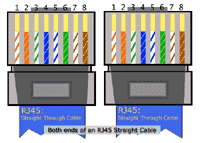 1 2 3 4 5 6 7 8 1 2 3 4 5 6 7 8
RJ45: RJ45:
Straight Through Cable Straight Through Cable
Both ends of an RJ45 Straight Cable